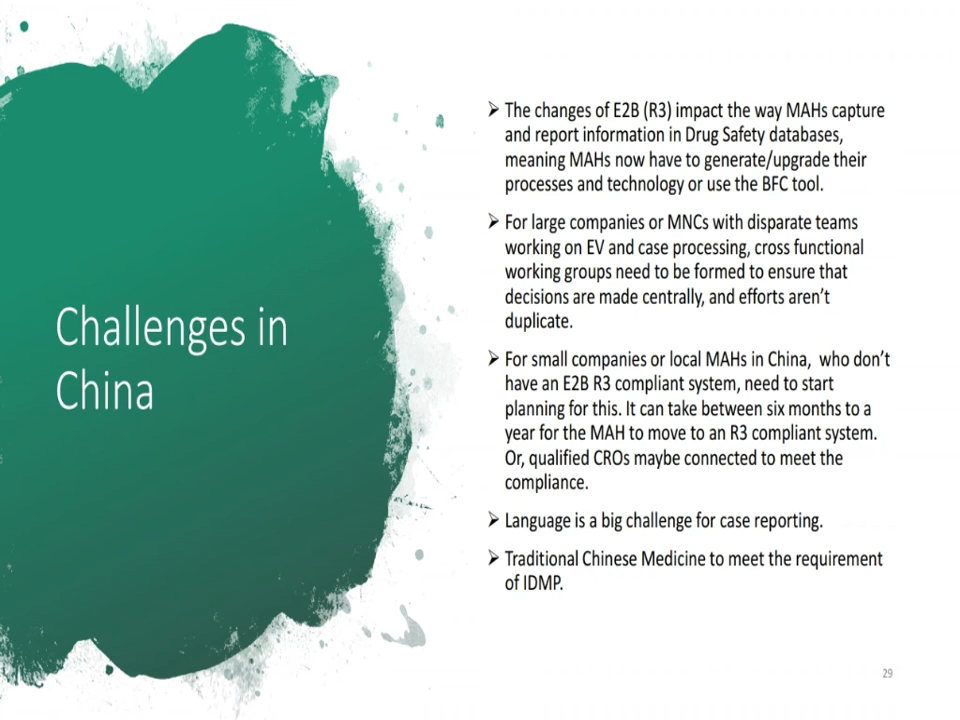 Challenges in
China
➢ The changes of E2B (R3) impact the way MAHs capture
and report information in Drug Safety databases,
meaning MAHs now have to generate/upgrade their
processes and technology or use the BFC tool.
➢ For large companies or MNCs with disparate teams
working on EV and case processing, cross functional
working groups need to be formed to ensure that
decisions are made centrally, and efforts aren't
duplicate.
➢ For small companies or local MAHs in China,  who don't
have an E2B R3 compliant system, need to start
planning for this. It can take between six months to a
year for the MAH to move to an R3 compliant system.
Or, qualified CROs maybe connected to meet the
compliance.
➢ Language is a big challenge for case reporting.
➢ Traditional Chinese Medicine to meet the requirement
of IDMP.
29